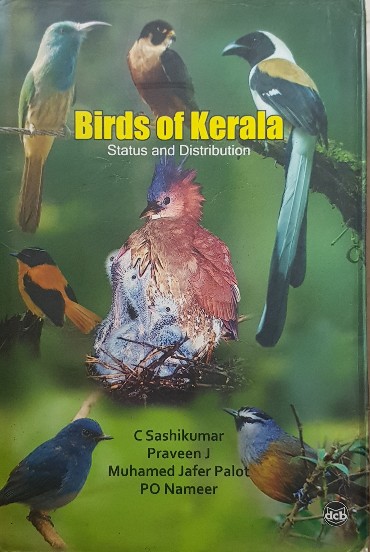 Birds of Kerala
Status and Distribution
C Sashikumar
Praveen J
Muhamed Jafer Palot
PO Nameer
dcb